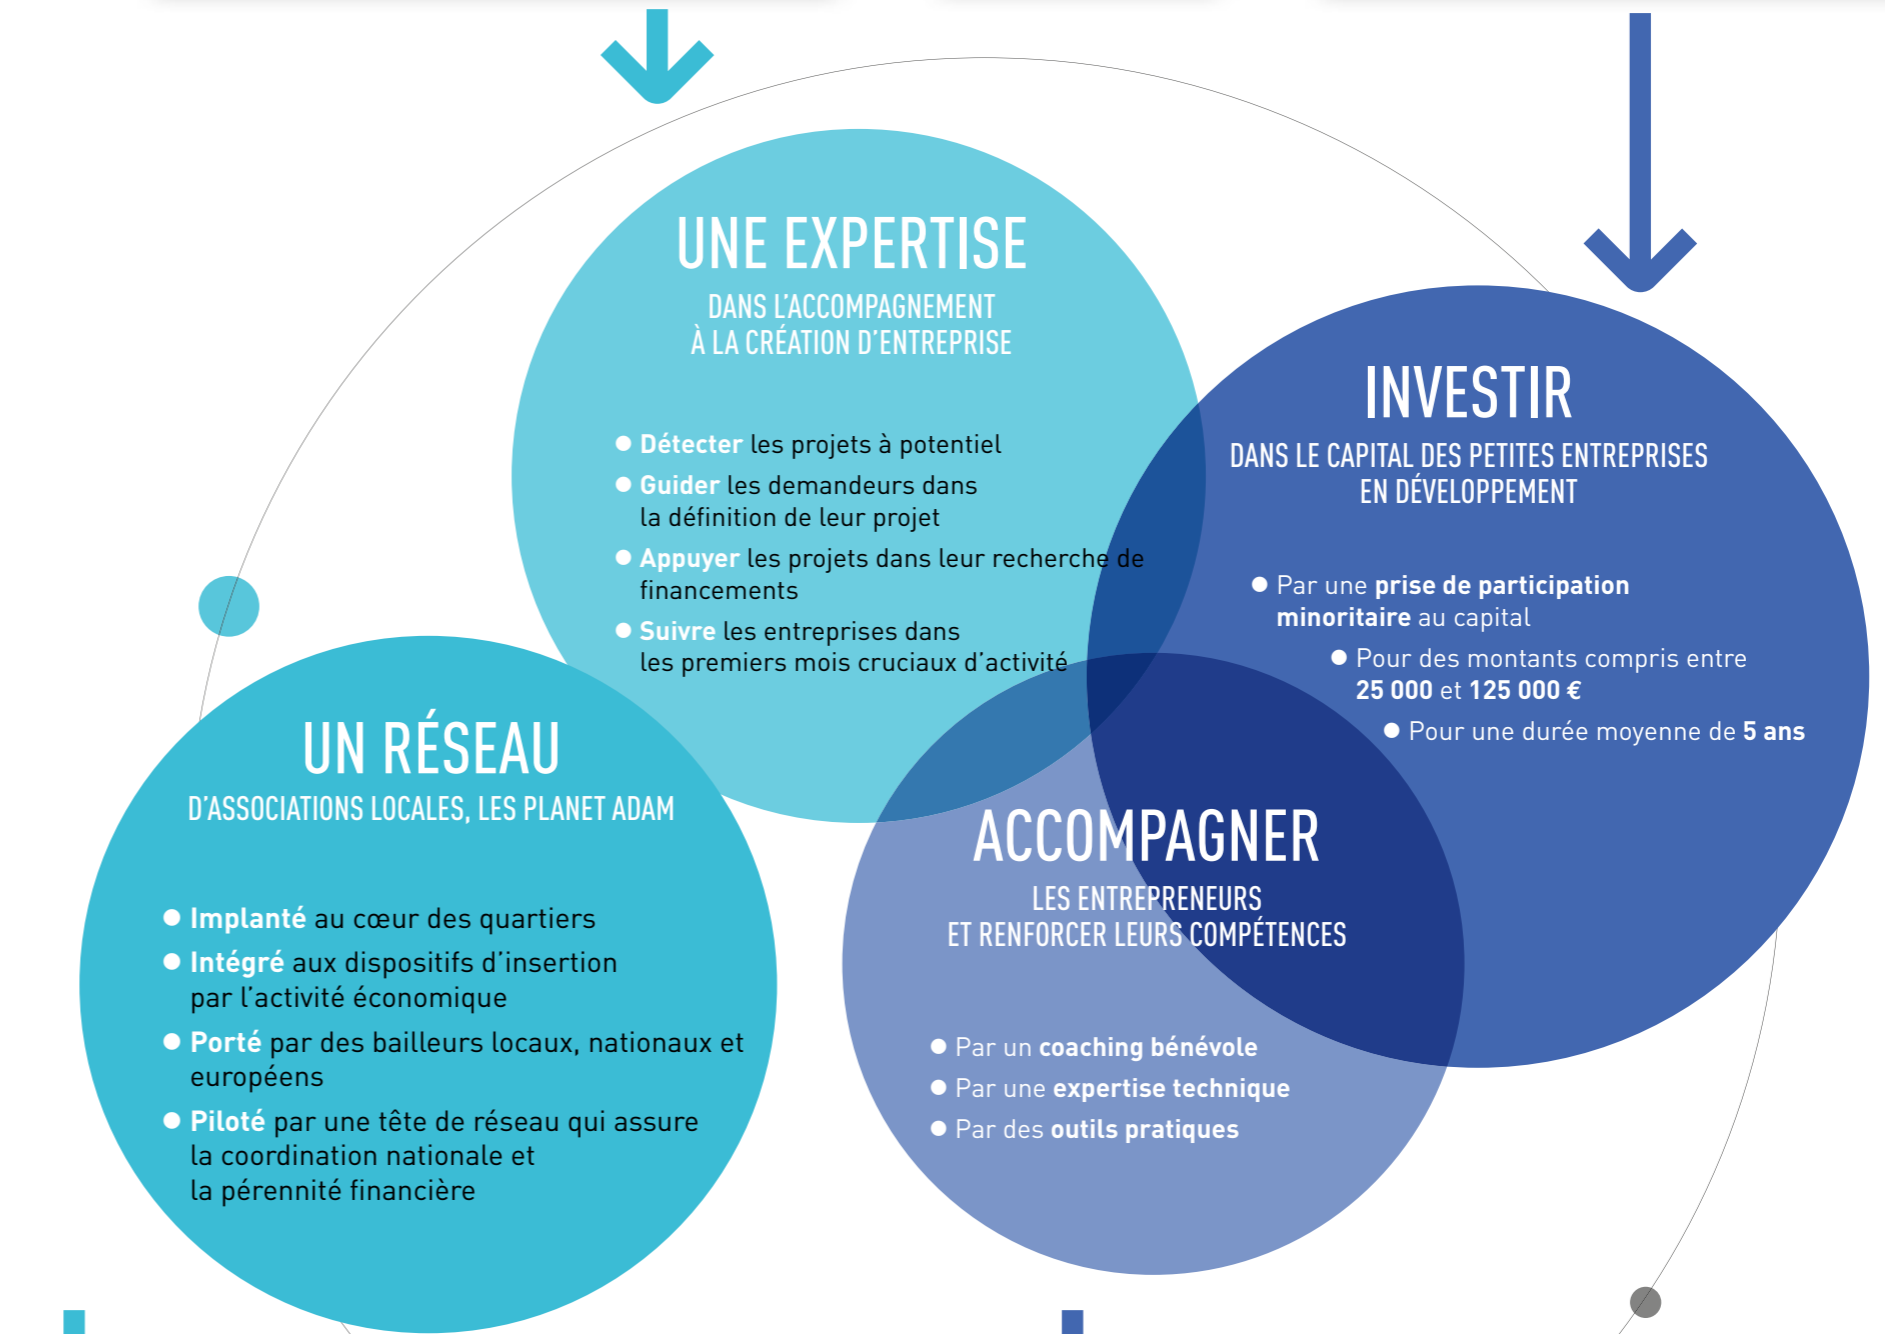 UNE EXPERTISE
DANS L'ACCOMPAGNEMENT
À LA CRÉATION D'ENTREPRISE
Détecter les projets à potentiel
Guider les demandeurs dans
la définition de leur projet
Appuyer les projets dans leur recherche de
financements
Suivre les entreprises dans
les premiers mois cruciaux d'activité
INVESTIR
DANS LE CAPITAL DES PETITES ENTREPRISES
EN DÉVELOPPEMENT
Par une prise de participation
minoritaire au capital
Pour des montants compris entre
25 000 et 125 000 €
Pour une durée moyenne de 5 ans
UN RÉSEAU
D'ASSOCIATIONS LOCALES, LES PLANET ADAM
Implanté au cœur des quartiers
Intégré aux dispositifs d'insertion
par l'activité économique
Porté par des bailleurs locaux, nationaux et
européens
Piloté par une tête de réseau qui assure
la coordination nationale et
la pérennité financière
ACCOMPAGNER
LES ENTREPRENEURS
ET RENFORCER LEURS COMPÉTENCES
Par un coaching bénévole
Par une expertise technique
Par des outils pratiques